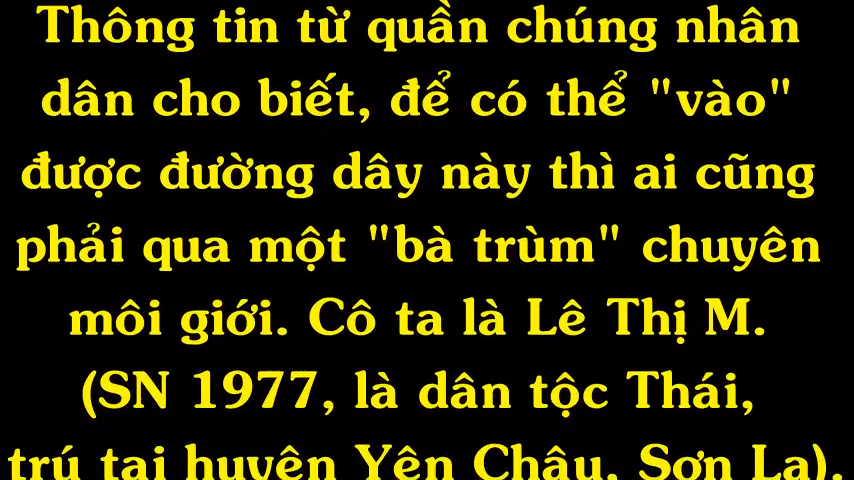 Thông tin từ quần chúng nhân
dân cho biết, để có thể "vào"
được đường dây này thì ai cũng
phải qua một "bà trùm" chuyên
môi giới. Cô ta là Lê Thị M.
(SN 1977, là dân tộc Thái,
trú tại huyện Yên Châu, Sơn La).